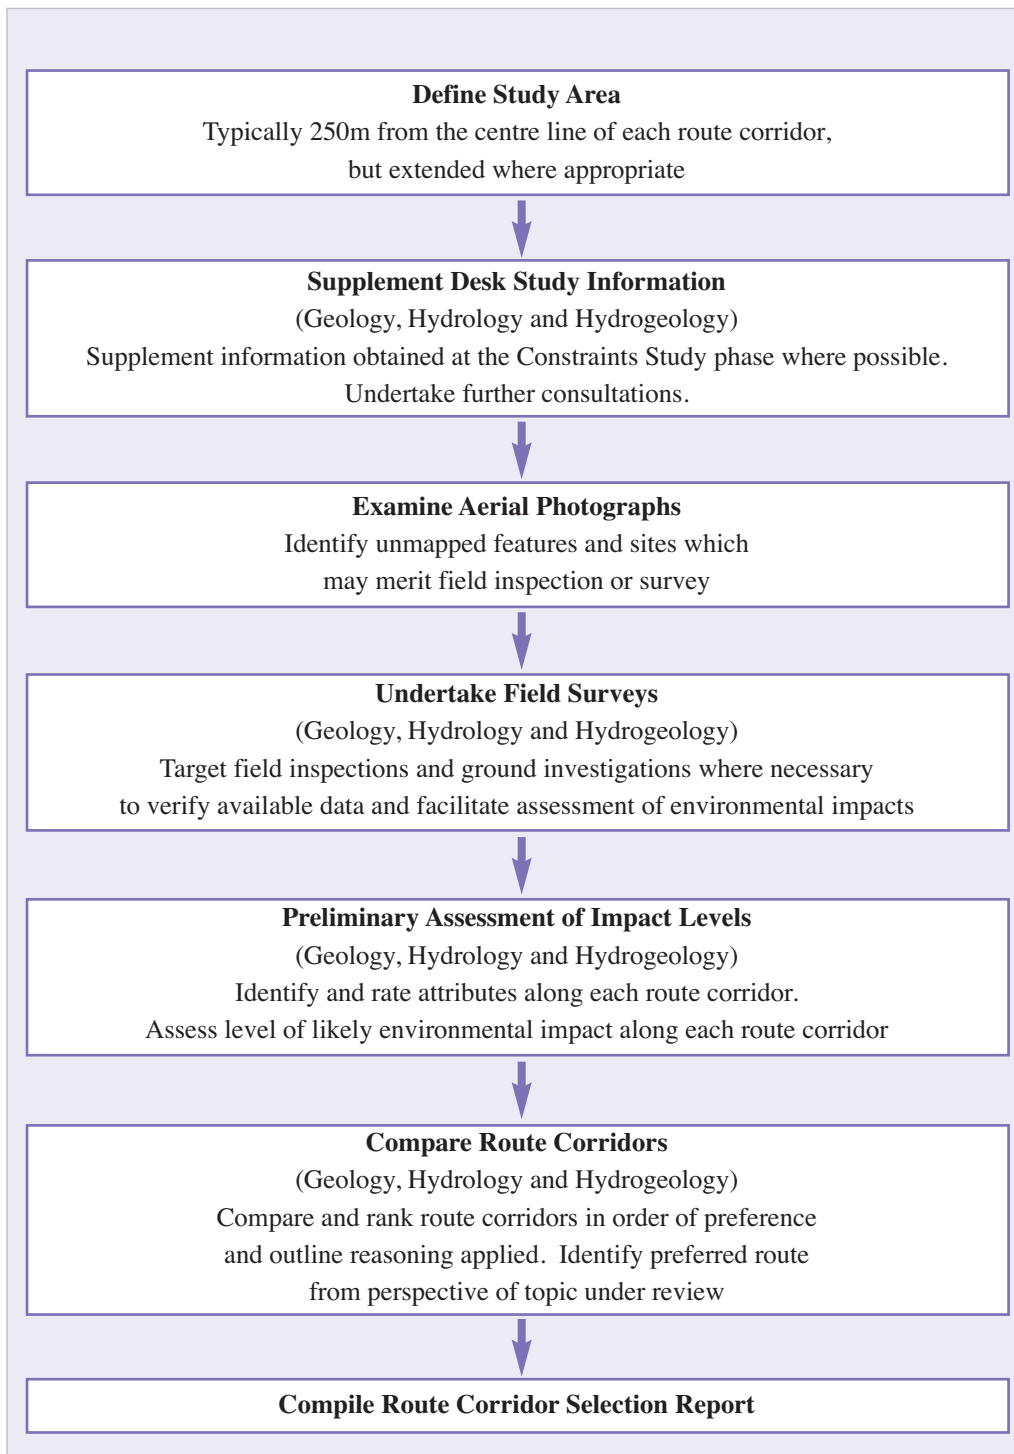 Define Study Area
Typically 250m from the centre line of each route corridor,
but extended where appropriate
Supplement Desk Study Information
(Geology, Hydrology and Hydrogeology)
Supplement information obtained at the Constraints Study phase where possible.
Undertake further consultations.
Examine Aerial Photographs
Identify unmapped features and sites which
may merit field inspection or survey
Undertake Field Surveys
(Geology, Hydrology and Hydrogeology)
Target field inspections and ground investigations where necessary
to verify available data and facilitate assessment of environmental impacts
Preliminary Assessment of Impact Levels
(Geology, Hydrology and Hydrogeology)
Identify and rate attributes along each route corridor.
Assess level of likely environmental impact along each route corridor
Compare Route Corridors
(Geology, Hydrology and Hydrogeology)
Compare and rank route corridors in order of preference
and outline reasoning applied.  Identify preferred route
from perspective of topic under review
Compile Route Corridor Selection Report